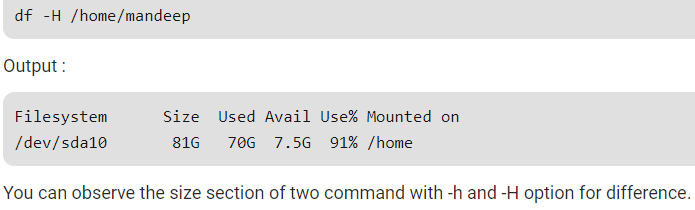 df -H /home/mandeep
Output :
Filesystem      Size  Used Avail Use% Mounted on
/dev/sda10       81G   70G  7.5G  91% /home
You can observe the size section of two command with -h and -H option for difference.